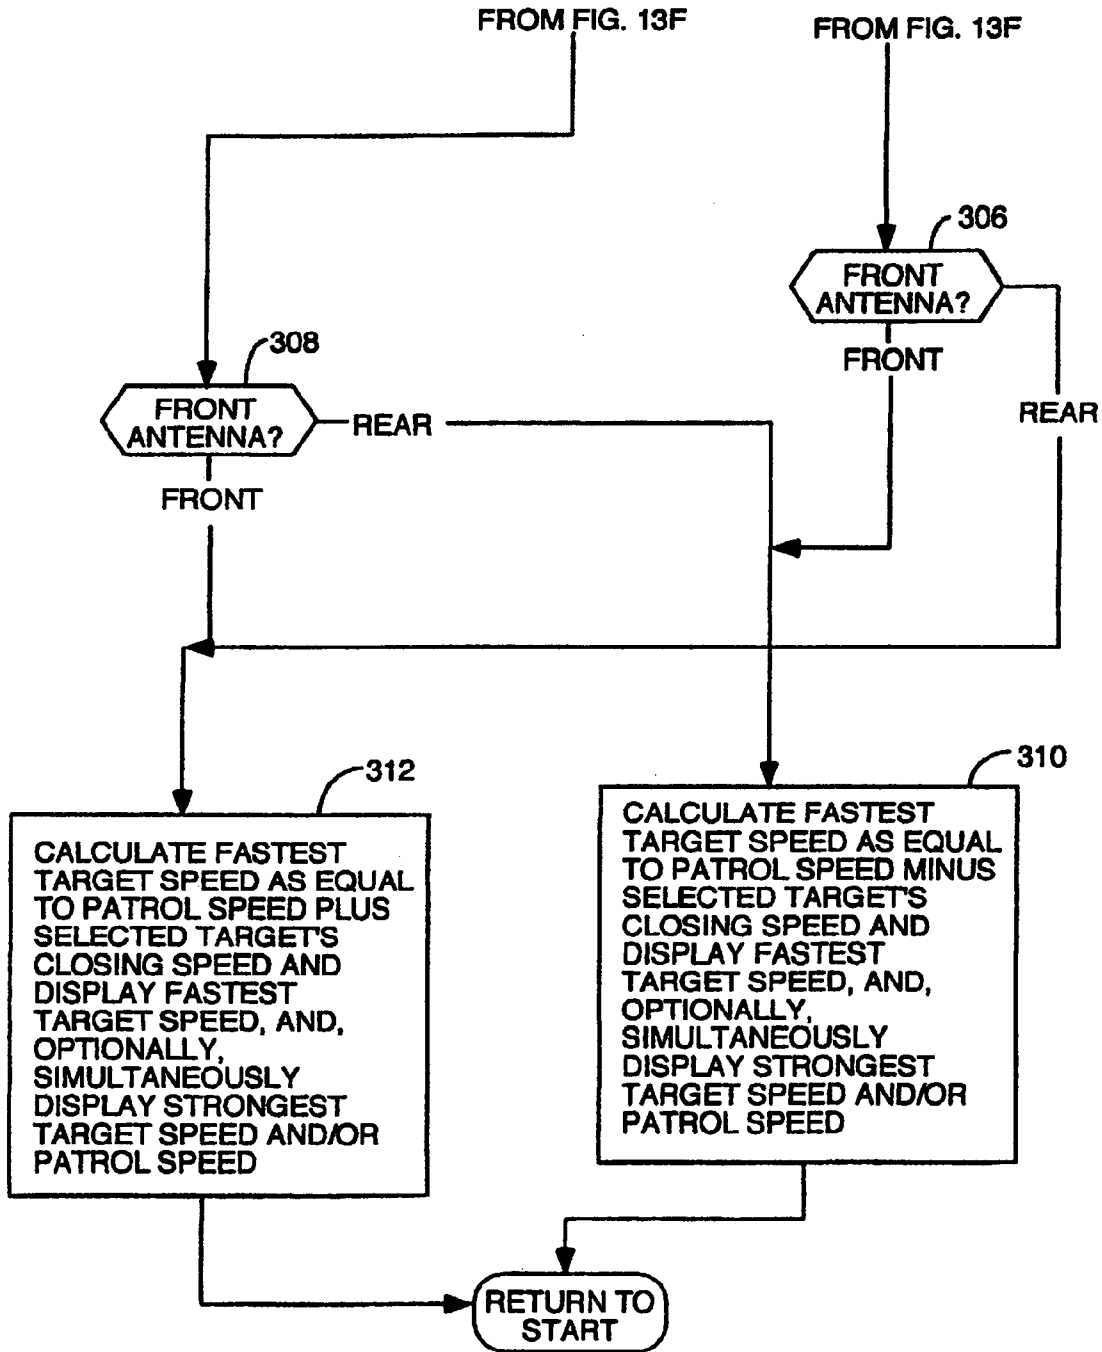 FROM FIG. 13F
FROM FIG. 13F
306
FRONT
ANTENNA?
FRONT
REAR
308
FRONT
ANTENNA?
REAR
FRONT
312
CALCULATE FASTEST
TARGET SPEED AS EQUAL
TO PATROL SPEED PLUS
SELECTED TARGET'S
CLOSING SPEED AND
DISPLAY FASTEST
TARGET SPEED, AND,
OPTIONALLY,
SIMULTANEOUSLY
DISPLAY STRONGEST
TARGET SPEED AND/OR
PATROL SPEED
310
CALCULATE FASTEST
TARGET SPEED AS EQUAL
TO PATROL SPEED MINUS
SELECTED TARGET'S
CLOSING SPEED AND
DISPLAY FASTEST
TARGET SPEED, AND,
OPTIONALLY,
SIMULTANEOUSLY
DISPLAY STRONGEST
TARGET SPEED AND/OR
PATROL SPEED
RETURN TO
START